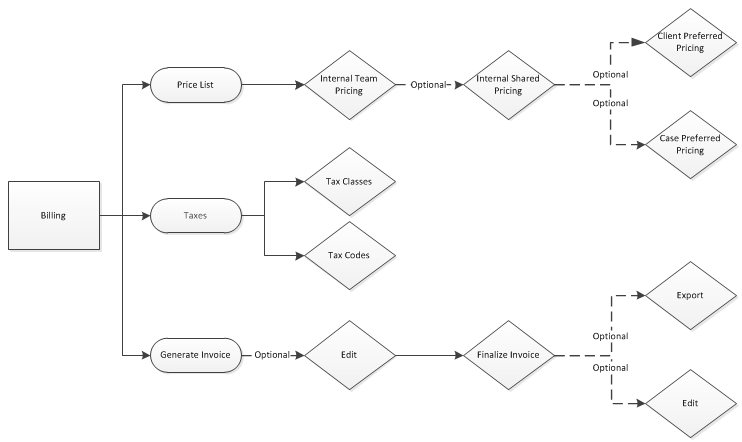 Client Preferred
Pricing
Optional
Price List
Internal Team
Pricing
Optional
Internal Shared
Pricing
Optional
Case Preferred
Pricing
Tax Classes
Billing
Taxes
Tax Codes
Export
Optional
Generate Invoice
Optional
Edit
Finalize Invoice
Optional
Edit